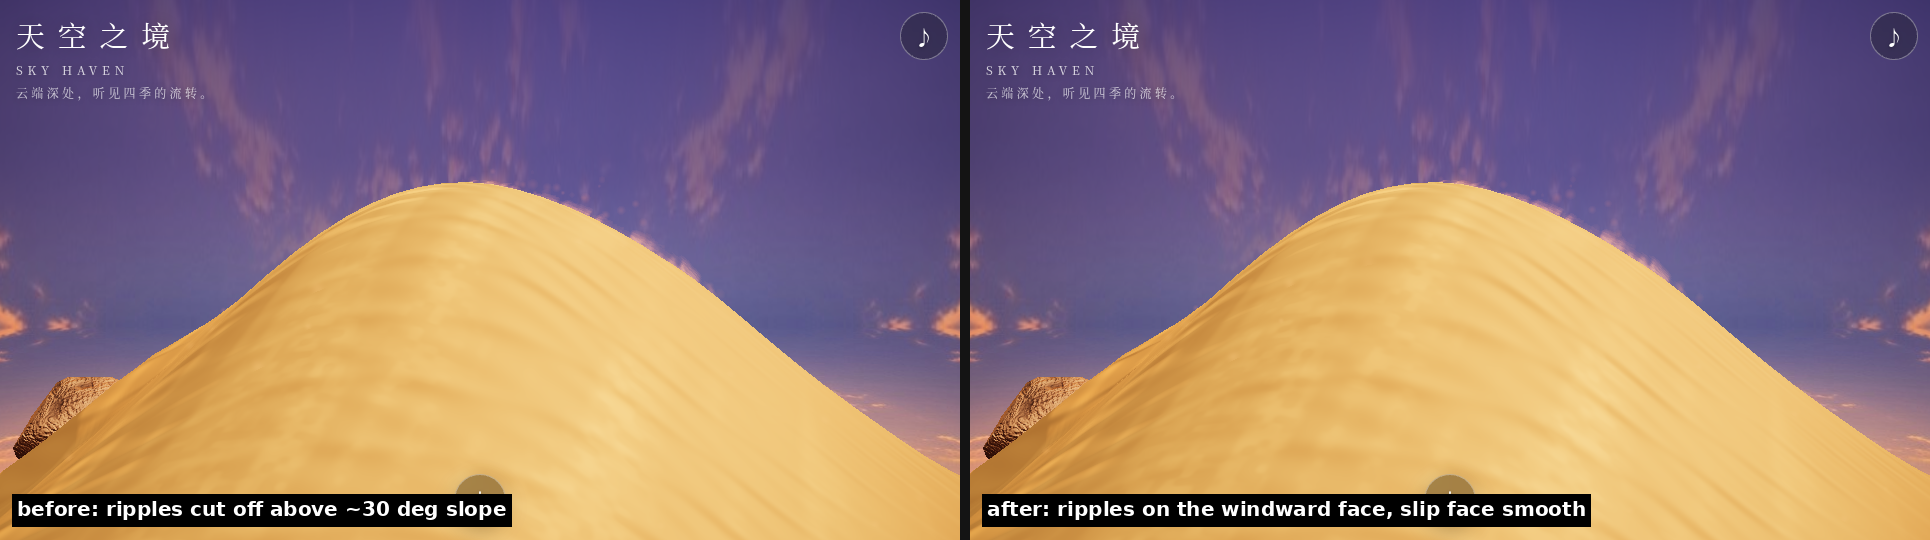 天空之境
SKY HAVEN
云端深处，听见四季的流转。
♪
before: ripples cut off above ~30 deg slope
天空之境
SKY HAVEN
云端深处，听见四季的流转。
♪
after: ripples on the windward face, slip face smooth